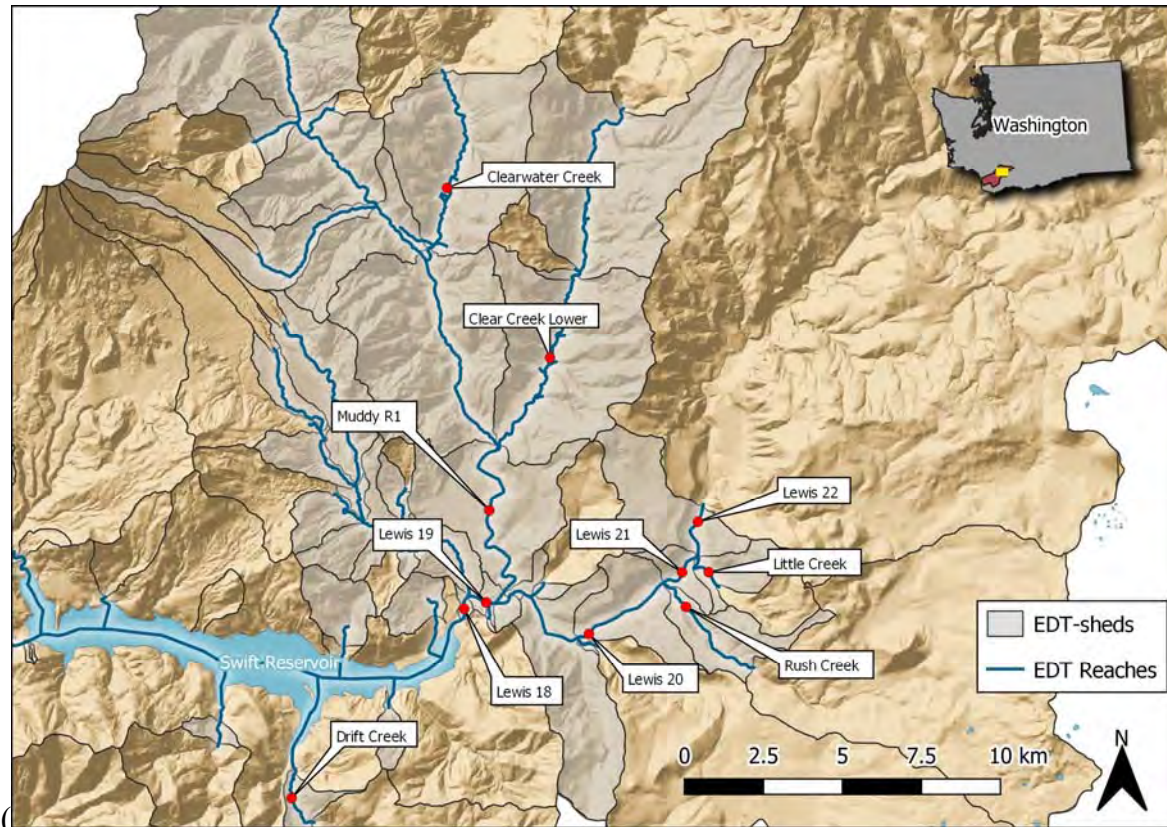 Washington
Clearwater Creek
Clear Creek Lower
Muddy R1
Lewis 22
Lewis 19
Lewis 21
Little Creek
EDT-sheds
EDT Reaches
Swift Reservoir
Lewis 18
Lewis 20
Rush Creek
Drift Creek
0 2.5 5 7.5 10 km
N
(